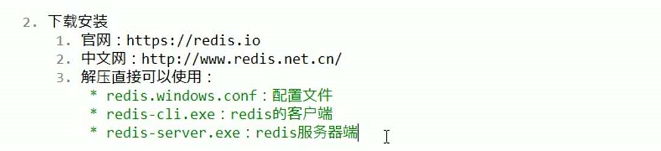 2. 下载安装
1. 官网：https://redis.io
2. 中文网：http://www.redis.net.cn/
3. 解压直接可以使用：
* redis.windows.conf：配置文件
* redis-cli.exe：redis的客户端
* redis-server.exe：redis服务器端